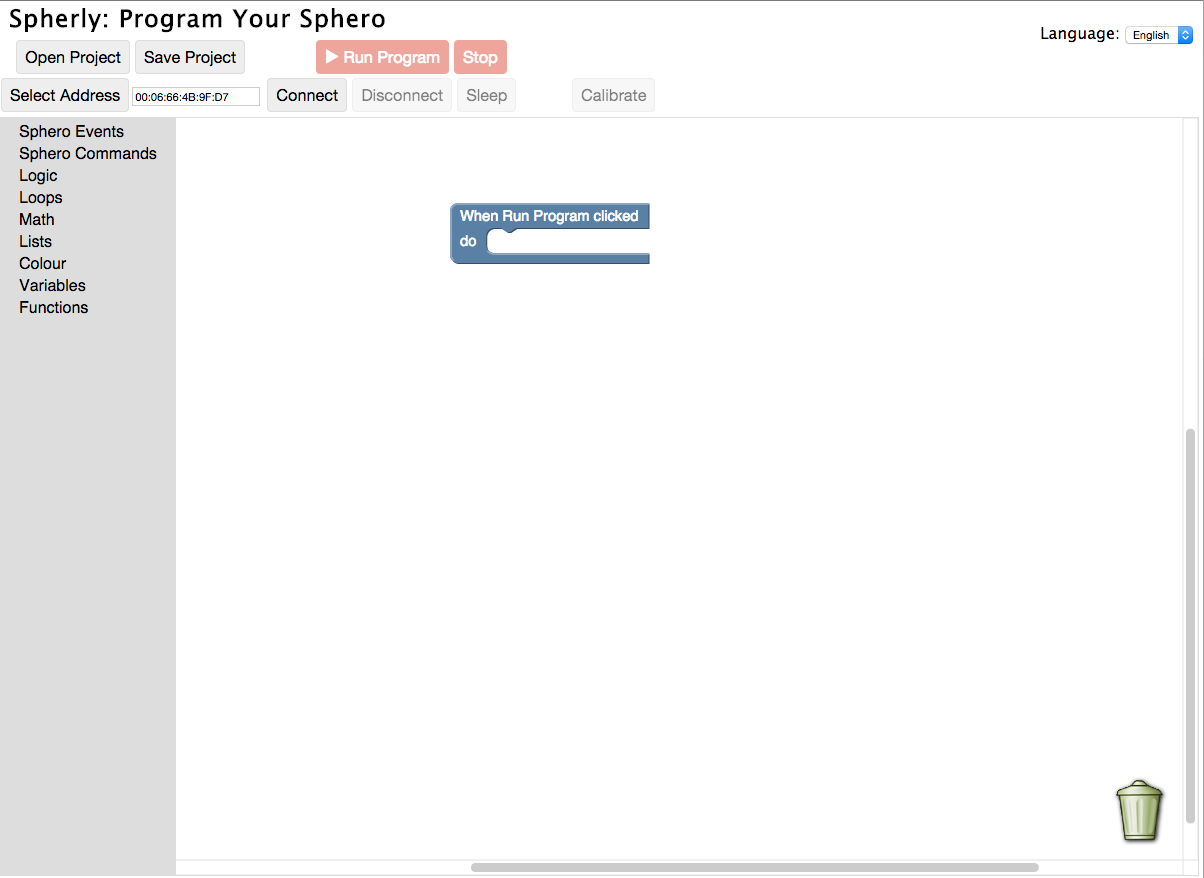 Spherly: Program Your Sphero
Language: English
Open Project Save Project Run Program Stop
Select Address 00:06:66:4B:9F:D7 Connect Disconnect Sleep Calibrate
Sphero Events
Sphero Commands
Logic
Loops
Math
Lists
Colour
Variables
Functions
When Run Program clicked
do